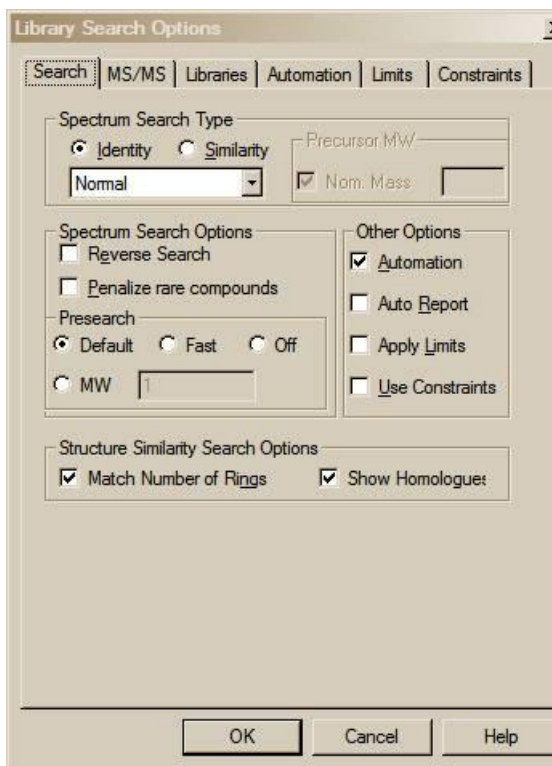 Library Search Options
Search MS/MS Libraries Automation Limits Constraints
Spectrum Search Type
Identity Similarity
Normal
Precursor MW
Nom. Mass
Spectrum Search Options
Reverse Search
Penalize rare compounds
Presearch
Default Fast Off
MW 1
Other Options
Automation
Auto Report
Apply Limits
Use Constraints
Structure Similarity Search Options
Match Number of Rings Show Homologues
OK Cancel Help